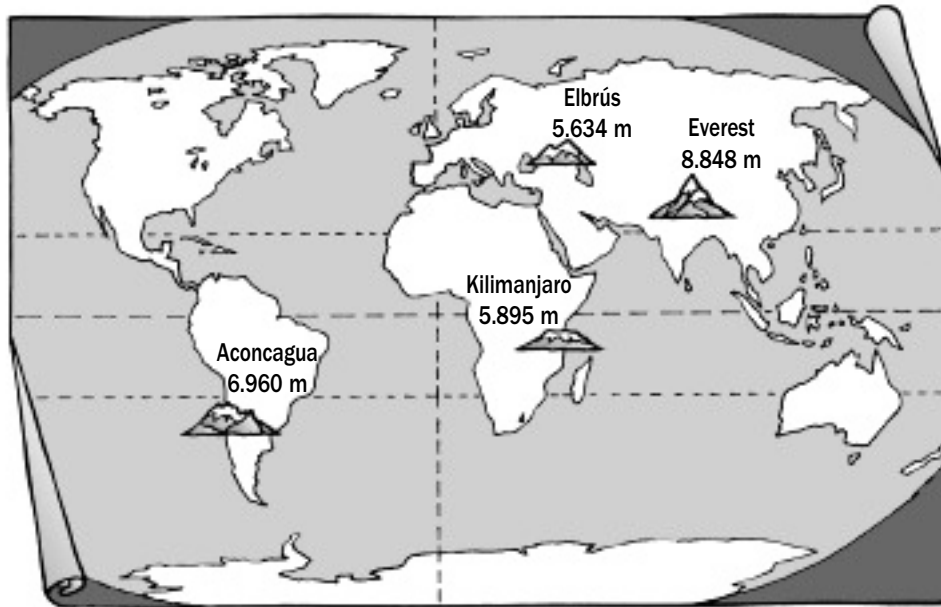 Elbrús
5.634 m
Everest
8.848 m
Kilimanjaro
5.895 m
Aconcagua
6.960 m